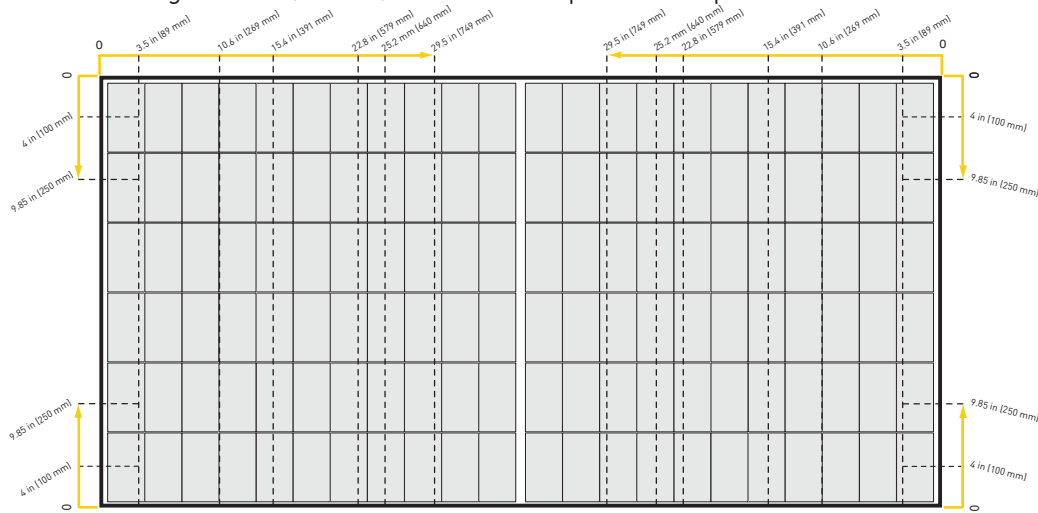 0
3.5 in (89 mm)
10.6 in (269 mm)
15.4 in (391 mm)
22.8 in (579 mm)
25.2 mm (640 mm)
29.5 in (749 mm)
29.5 in (749 mm)
25.2 mm (640 mm)
22.8 in (579 mm)
15.4 in (391 mm)
10.6 in (269 mm)
3.5 in (89 mm)
0
0
4 in (100 mm)
9.85 in (250 mm)
9.85 in (250 mm)
4 in (100 mm)
0
0
4 in (100 mm)
9.85 in (250 mm)
9.85 in (250 mm)
4 in (100 mm)
0